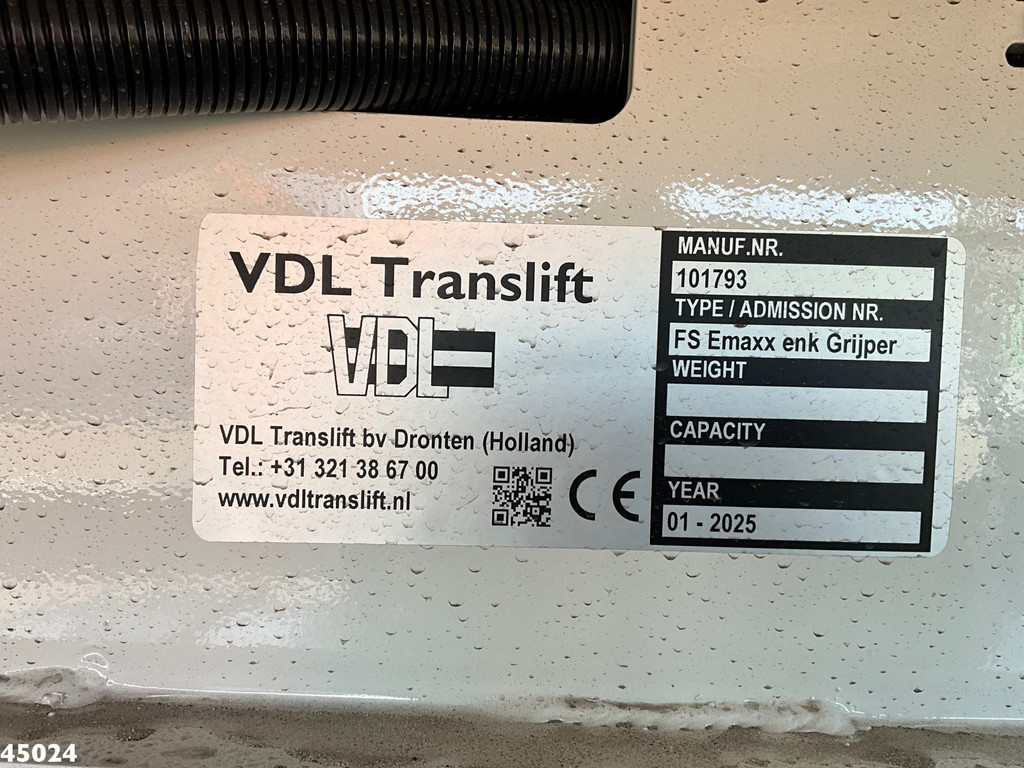 VDL Translift
VDL
VDL Translift bv Dronten (Holland)
Tel.: +31 321 38 67 00
www.vdltranslift.nl
CE
MANUF.NR.
101793
TYPE / ADMISSION NR.
FS Emaxx enk Grijper
WEIGHT
CAPACITY
YEAR
01 - 2025
45024